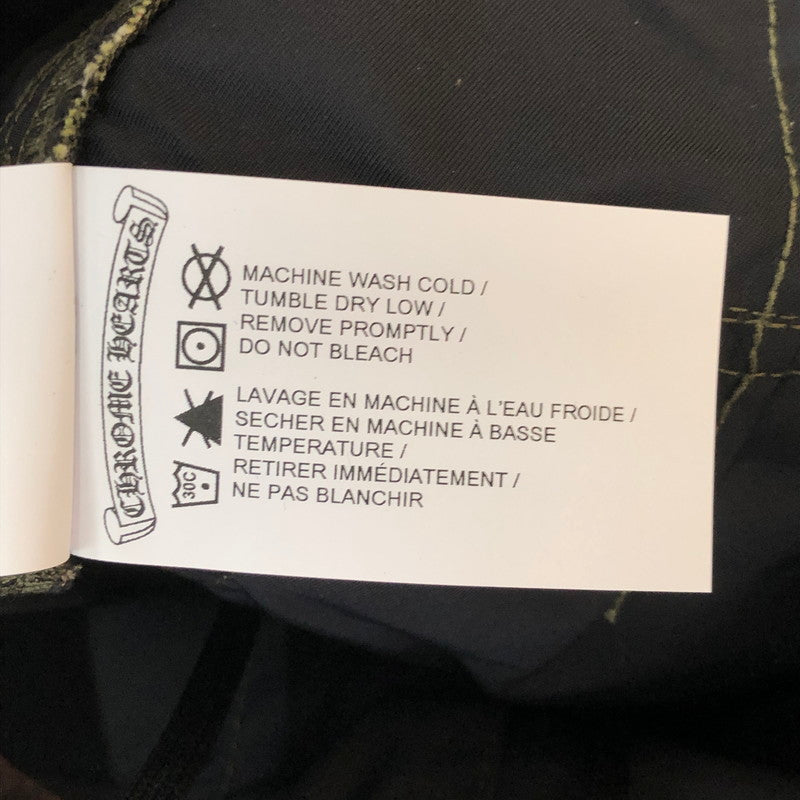 CHROME HEARTS
MACHINE WASH COLD /
TUMBLE DRY LOW /
REMOVE PROMPTLY /
DO NOT BLEACH
LAVAGE EN MACHINE À L'EAU FROIDE /
SECHER EN MACHINE À BASSE
TEMPERATURE /
RETIRER IMMÉDIATEMENT /
NE PAS BLANCHIR
30C